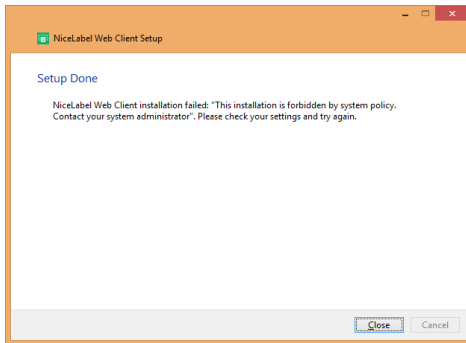 NiceLabel Web Client Setup
Setup Done
NiceLabel Web Client installation failed: "This installation is forbidden by system policy.
Contact your system administrator". Please check your settings and try again.
Close
Cancel